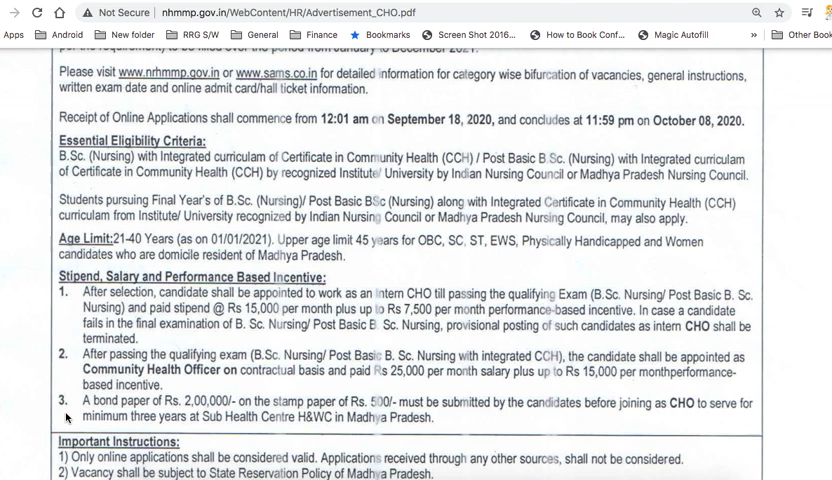 Not Secure | nhmmp.gov.in/WebContent/HR/Advertisement_CHO.pdf
Apps Android New folder RRG S/W General Finance Bookmarks Screen Shot 2016... How to Book Conf... Magic Autofill » Other Book
Please visit www.nrhmmp.gov.in or www.sams.co.in for detailed information for category wise bifurcation of vacancies, general instructions,
written exam date and online admit card/hall ticket information.
Receipt of Online Applications shall commence from 12:01 am on September 18, 2020, and concludes at 11:59 pm on October 08, 2020.
Essential Eligibility Criteria:
B.Sc. (Nursing) with Integrated curriculam of Certificate in Community Health (CCH) / Post Basic B.Sc. (Nursing) with Integrated curriculam
of Certificate in Community Health (CCH) by recognized Institute/ University by Indian Nursing Council or Madhya Pradesh Nursing Council.
Students pursuing Final Year's of B.Sc. (Nursing)/ Post Basic BSc (Nursing) along with Integrated Certificate in Community Health (CCH)
curriculam from Institute/ University recognized by Indian Nursing Council or Madhya Pradesh Nursing Council, may also apply.
Age Limit:21-40 Years (as on 01/01/2021). Upper age limit 45 years for OBC, SC, ST, EWS, Physically Handicapped and Women
candidates who are domicile resident of Madhya Pradesh.
Stipend, Salary and Performance Based Incentive:
1. After selection, candidate shall be appointed to work as an Intern CHO till passing the qualifying Exam (B.Sc. Nursing/ Post Basic B. Sc.
Nursing) and paid stipend @ Rs 15,000 per month plus up to Rs 7,500 per month performance-based incentive. In case a candidate
fails in the final examination of B. Sc. Nursing/ Post Basic B. Sc. Nursing, provisional posting of such candidates as intern CHO shall be
terminated.
2. After passing the qualifying exam (B.Sc. Nursing/ Post Basic B. Sc. Nursing with integrated CCH), the candidate shall be appointed as
Community Health Officer on contractual basis and paid Rs 25,000 per month salary plus up to Rs 15,000 per monthperformance-
based incentive.
3. A bond paper of Rs. 2,00,000/- on the stamp paper of Rs. 500/- must be submitted by the candidates before joining as CHO to serve for
minimum three years at Sub Health Centre H&WC in Madhya Pradesh.
Important Instructions:
1) Only online applications shall be considered valid. Applications received through any other sources, shall not be considered.
2) Vacancy shall be subject to State Reservation Policy of Madhya Pradesh.